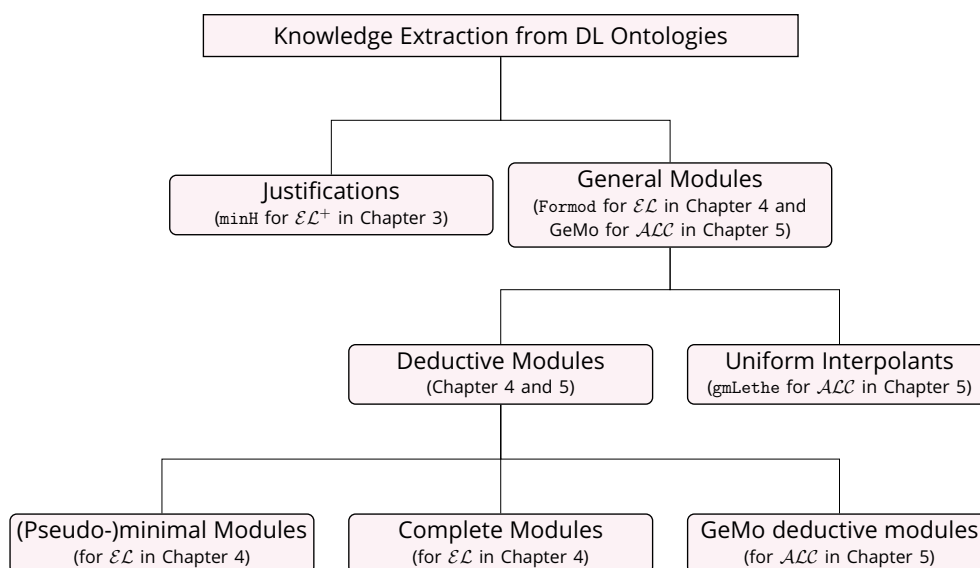 Knowledge Extraction from DL Ontologies
Justifications
(minH for ℰℒ⁺ in Chapter 3)
General Modules
(Formod for ℰℒ in Chapter 4 and
GeMo for 𝒜ℒ𝒞 in Chapter 5)
Deductive Modules
(Chapter 4 and 5)
Uniform Interpolants
(gmLethe for 𝒜ℒ𝒞 in Chapter 5)
(Pseudo-)minimal Modules
(for ℰℒ in Chapter 4)
Complete Modules
(for ℰℒ in Chapter 4)
GeMo deductive modules
(for 𝒜ℒ𝒞 in Chapter 5)